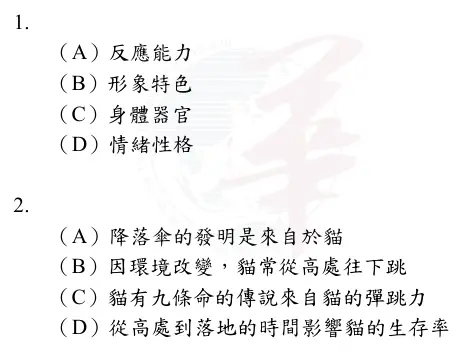 1.
（A）反應能力
（B）形象特色
（C）身體器官
（D）情緒性格
2.
（A）降落傘的發明是來自於貓
（B）因環境改變，貓常從高處往下跳
（C）貓有九條命的傳說來自貓的彈跳力
（D）從高處到落地的時間影響貓的生存率